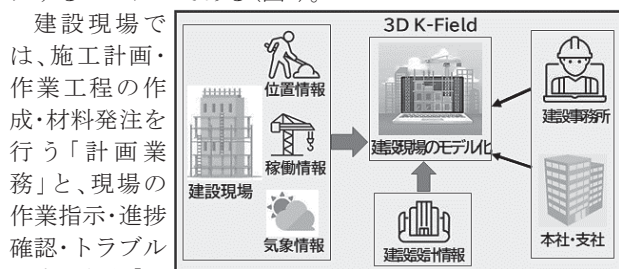 建設現場で
は、施工計画・
作業工程の作
成・材料発注を
行う「計画業
務」と、現場の
作業指示・進捗
確認・トラブル
3D K-Field
位置情報
稼働情報
気象情報
建設現場
建設現場のモデル化
建設設計情報
建設事務所
本社・支社